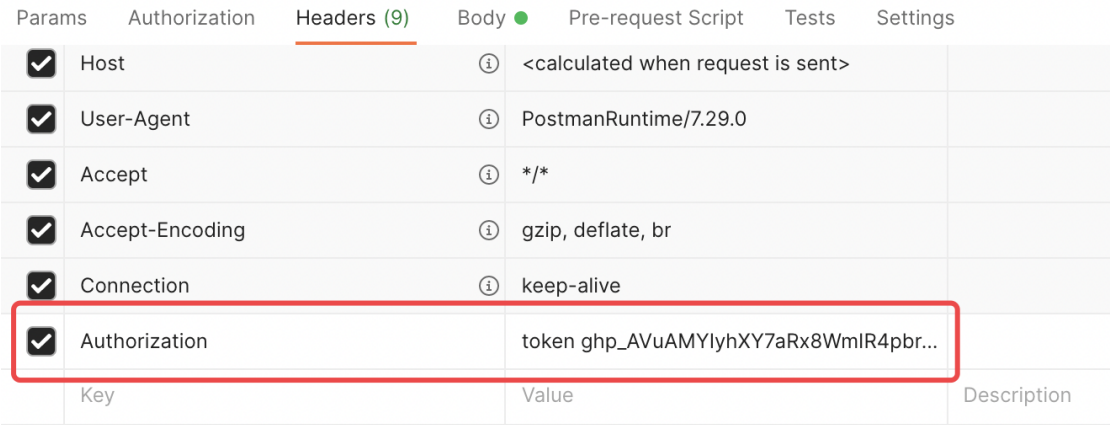 Params Authorization Headers (9) Body Pre-request Script Tests Settings
Host <calculated when request is sent>
User-Agent PostmanRuntime/7.29.0
Accept */*
Accept-Encoding gzip, deflate, br
Connection keep-alive
Authorization token ghp_AVuAMYIyhXY7aRx8WmlR4pbr...
Key Value Description